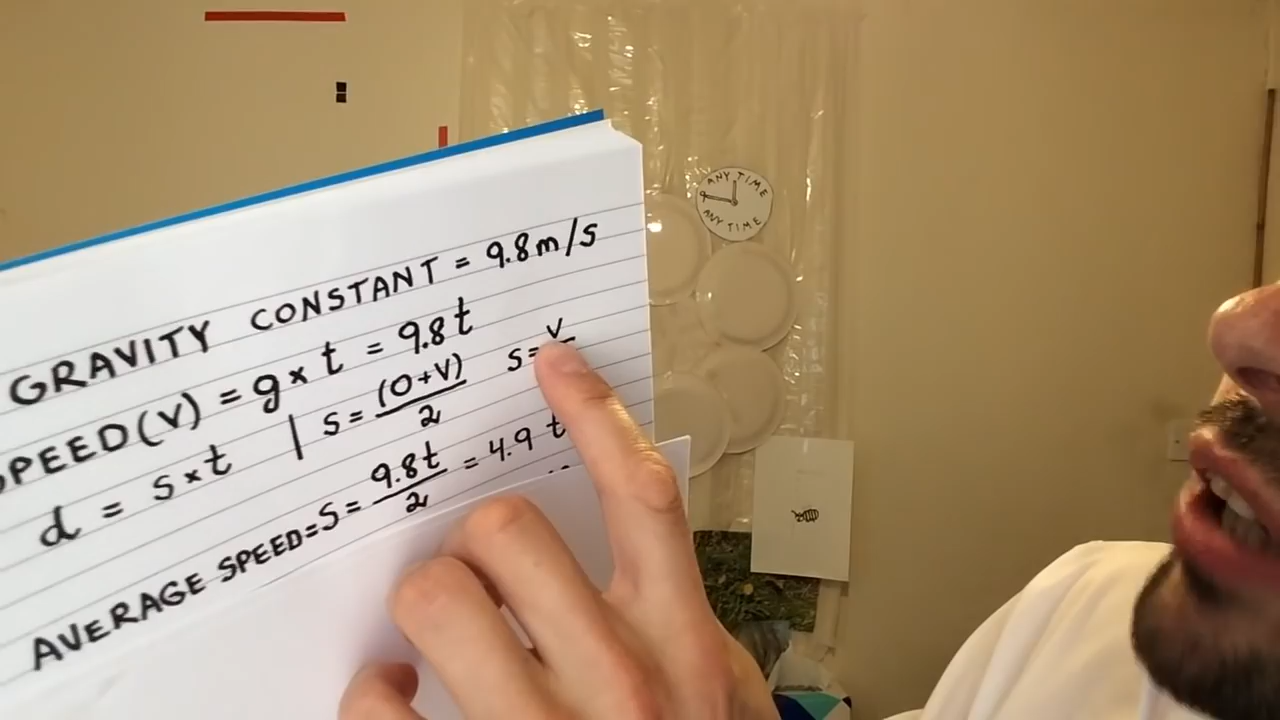 ANY TIME
ANY TIME
GRAVITY CONSTANT = 9.8m/s
SPEED(V) = g × t = 9.8t
d = s × t | s = (0+V)/2 s = V
AVERAGE SPEED = S = 9.8t/2 = 4.9 t